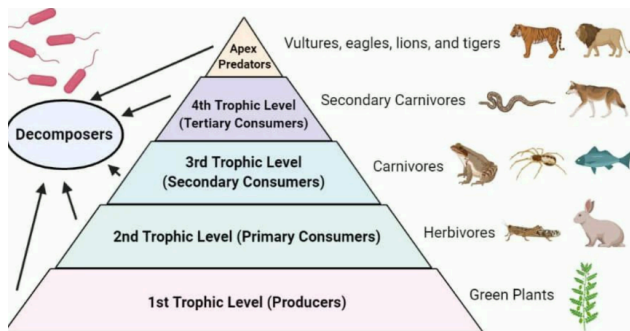 Apex
Predators
Vultures, eagles, lions, and tigers
4th Trophic Level
(Tertiary Consumers)
Secondary Carnivores
Decomposers
3rd Trophic Level
(Secondary Consumers)
Carnivores
2nd Trophic Level (Primary Consumers)
Herbivores
1st Trophic Level (Producers)
Green Plants